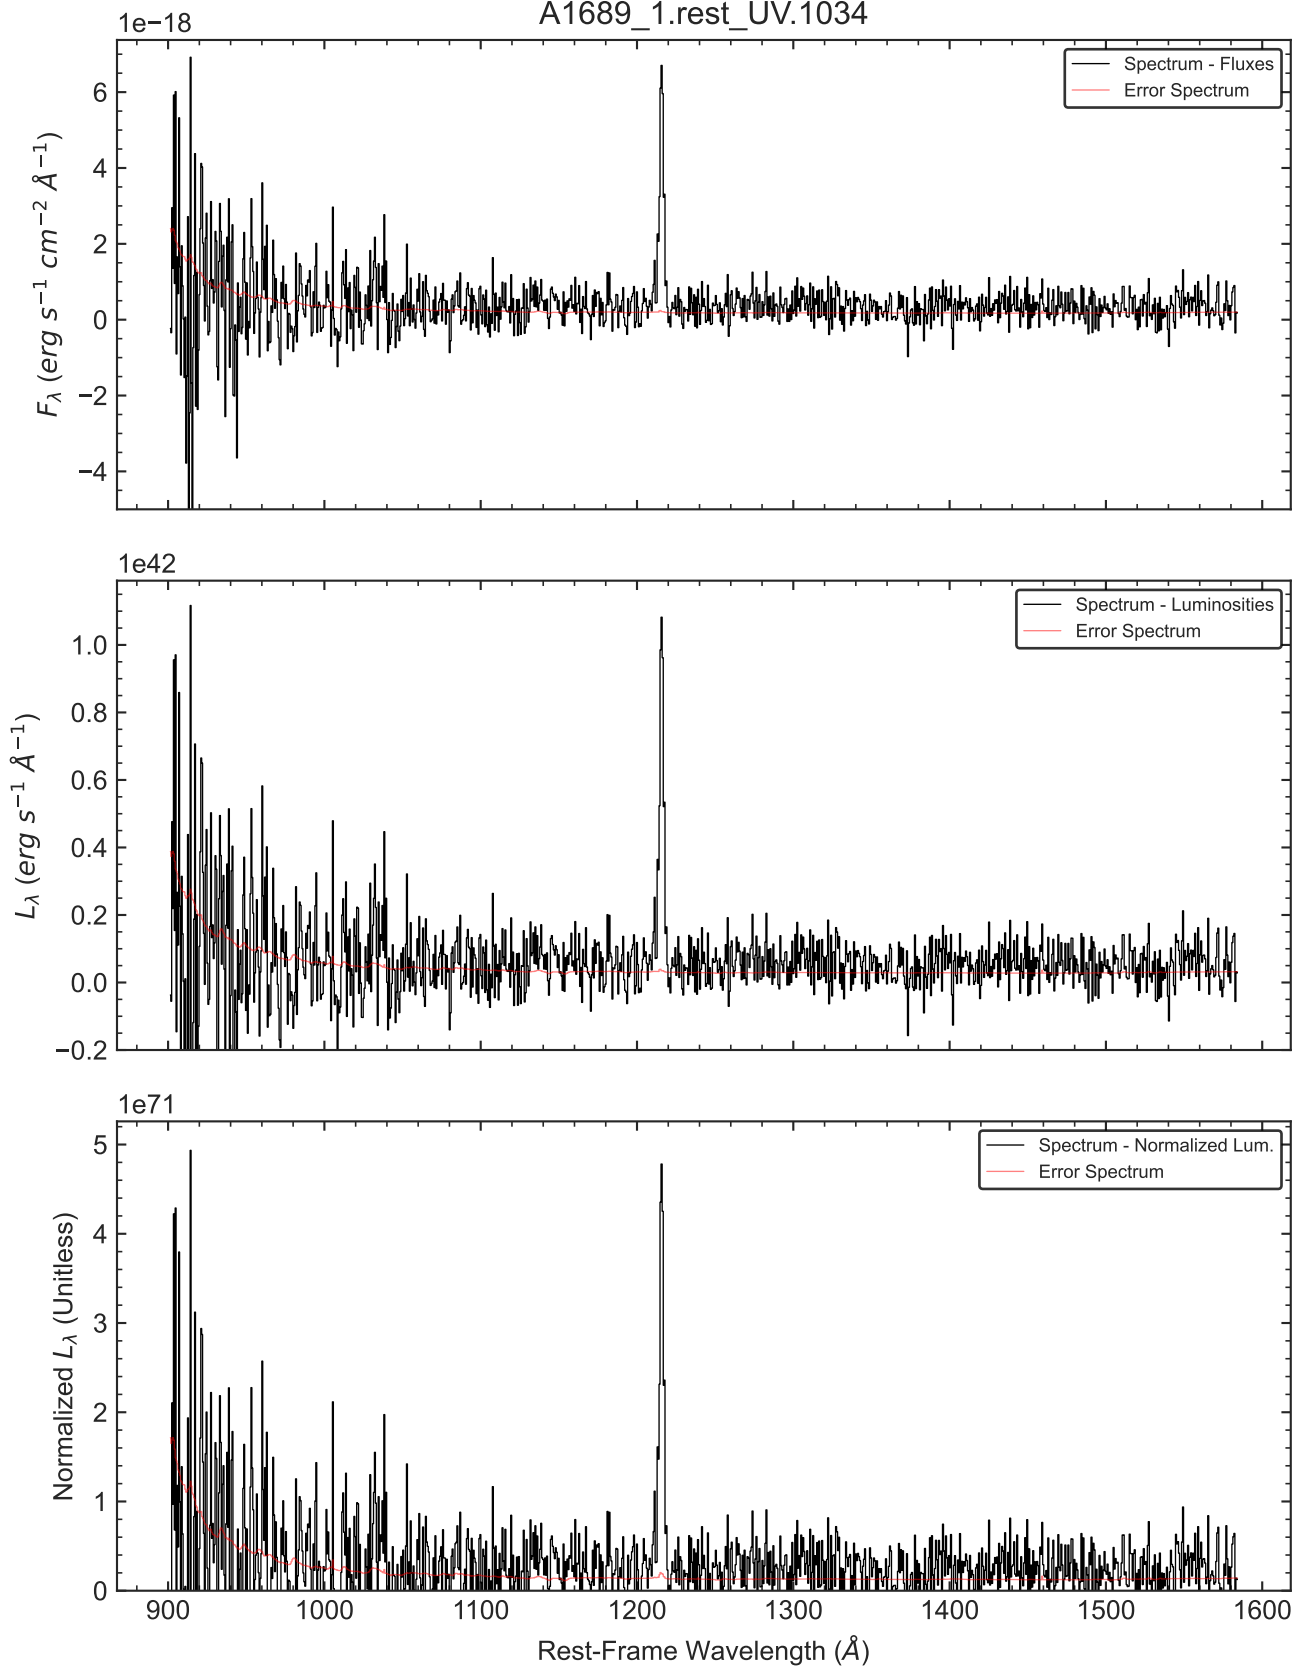 A1689_1.rest_UV.1034
1e−18
Spectrum - Fluxes
Error Spectrum
6
4
2
0
−2
−4
Fλ (erg s−1 cm−2 Å−1)
1e42
Spectrum - Luminosities
Error Spectrum
1.0
0.8
0.6
0.4
0.2
0.0
−0.2
Lλ (erg s−1 Å−1)
1e71
Spectrum - Normalized Lum.
Error Spectrum
5
4
3
2
1
0
Normalized Lλ (Unitless)
900 1000 1100 1200 1300 1400 1500 1600
Rest-Frame Wavelength (Å)